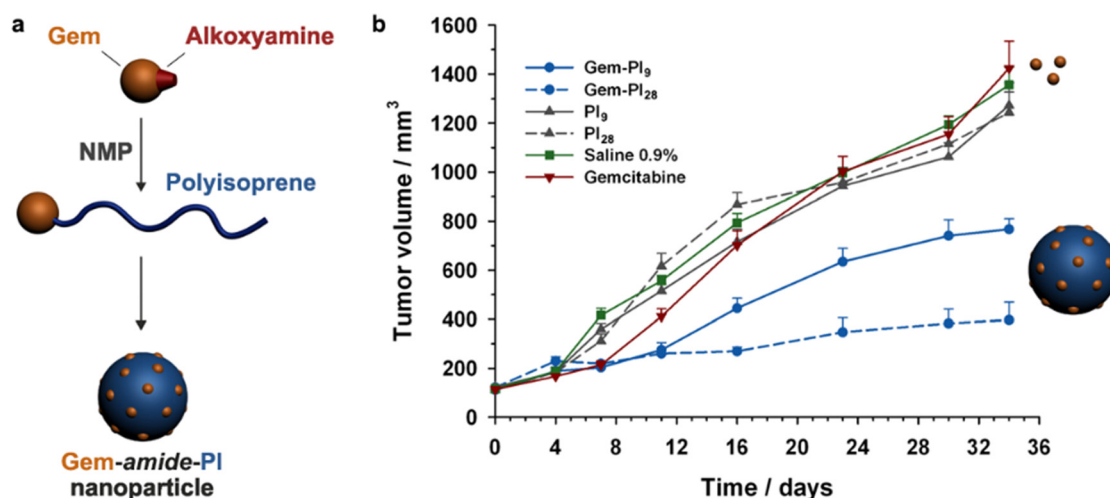 a
Gem
Alkoxyamine
NMP
Polyisoprene
Gem-amide-PI
nanoparticle
b
Tumor volume / mm³
1600
1400
1200
1000
800
600
400
200
0
Gem-PI₉
Gem-PI₂₈
PI₉
PI₂₈
Saline 0.9%
Gemcitabine
0 4 8 12 16 20 24 28 32 36
Time / days